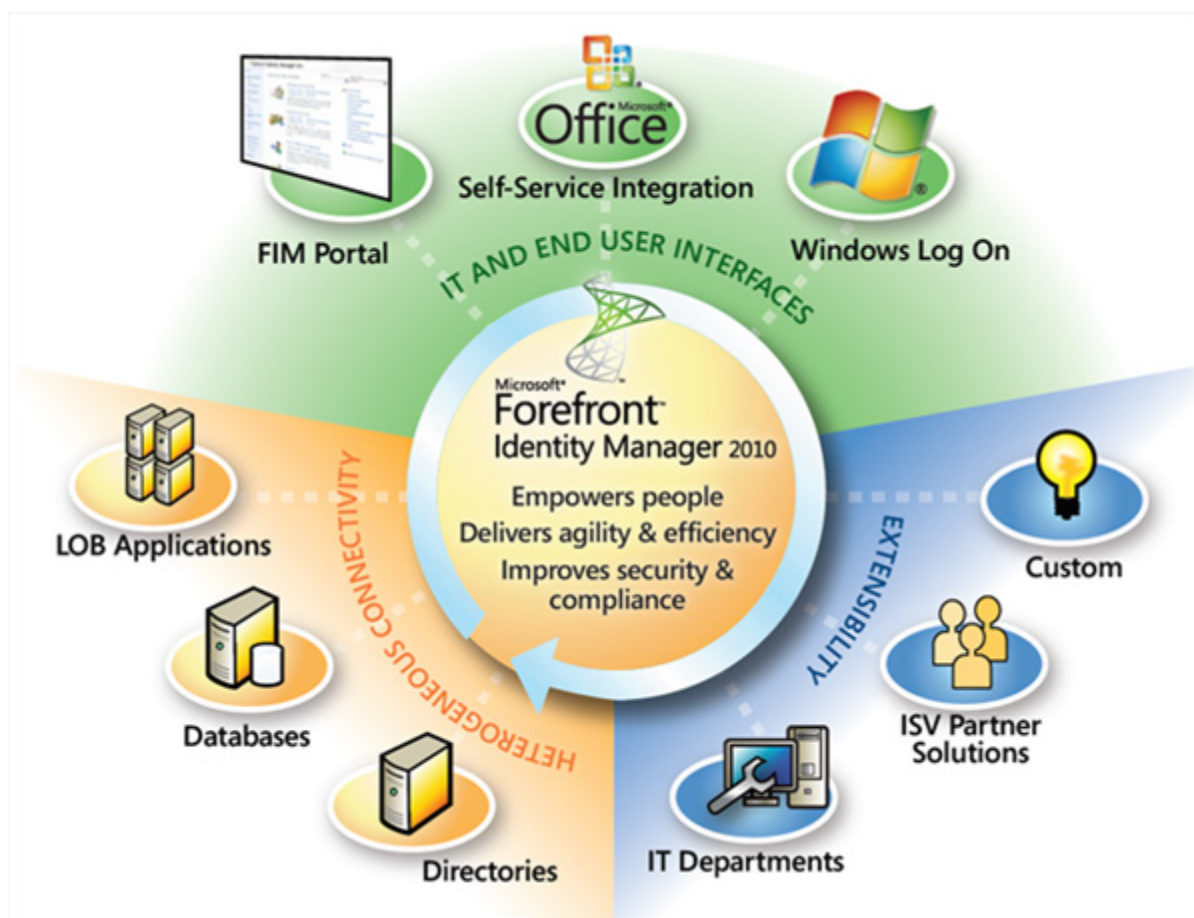 Microsoft®
Office
Self-Service Integration
FIM Portal
Windows Log On
®
IT AND END USER INTERFACES
Microsoft®
Forefront™
Identity Manager 2010
Empowers people
Delivers agility & efficiency
Improves security &
compliance
HETEROGENEOUS CONNECTIVITY
LOB Applications
Databases
Directories
EXTENSIBILITY
Custom
ISV Partner
Solutions
IT Departments